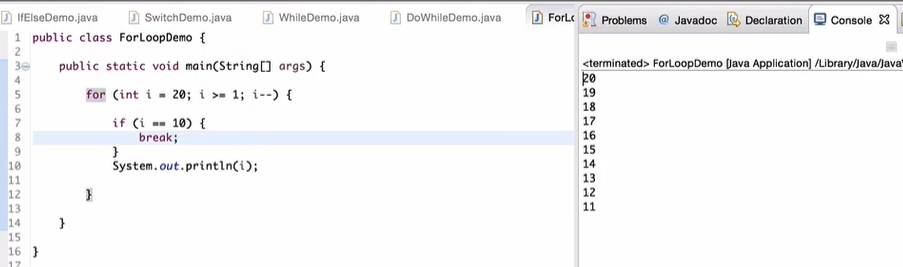 IfElseDemo.java SwitchDemo.java WhileDemo.java DoWhileDemo.java ForLo
Problems @ Javadoc Declaration Console
<terminated> ForLoopDemo [Java Application] /Library/Java/Java
1 public class ForLoopDemo {
2
3 public static void main(String[] args) {
4
5 for (int i = 20; i >= 1; i--) {
6
7 if (i == 10) {
8 break;
9 }
10 System.out.println(i);
11
12 }
13
14 }
15
16 }
17
20
19
18
17
16
15
14
13
12
11